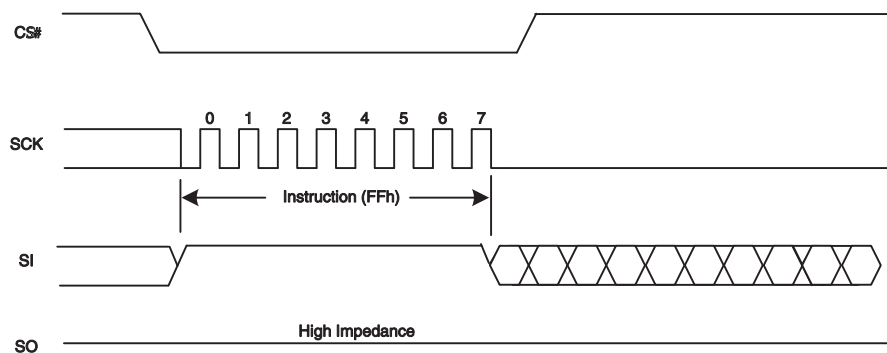 CS#
SCK
0 1 2 3 4 5 6 7
Instruction (FFh)
SI
High Impedance
SO